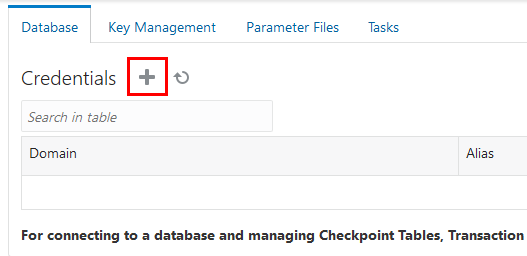 Database Key Management Parameter Files Tasks
Credentials
Search in table
Domain Alias
For connecting to a database and managing Checkpoint Tables, Transaction